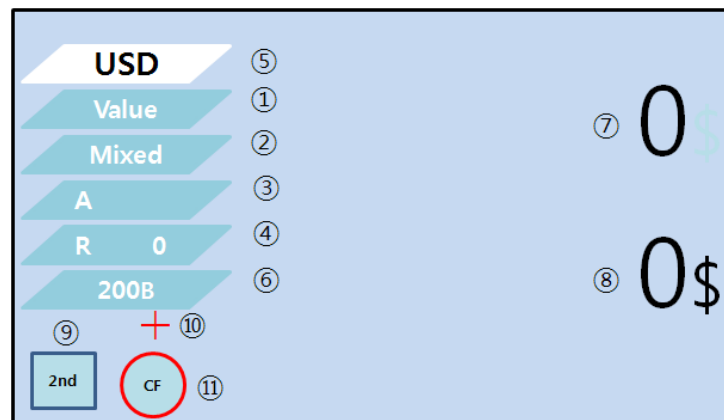 USD ⑤
Value ①
Mixed ②
A ③
R 0 ④
200B ⑥
⑦ 0$
⑧ 0$
⑨ + ⑩
2nd CF ⑪